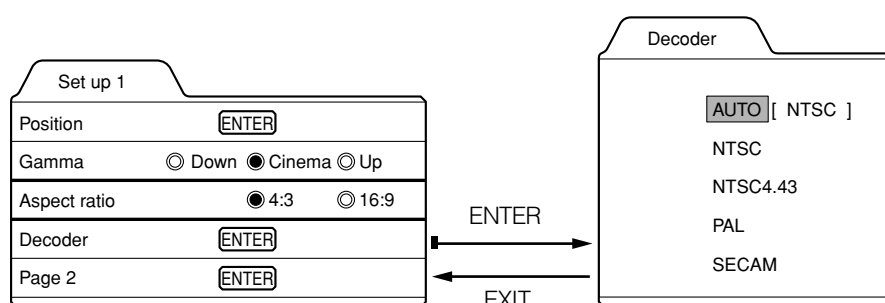 Set up 1
Position ENTER
Gamma Down Cinema Up
Aspect ratio 4:3 16:9
Decoder ENTER
Page 2 ENTER
ENTER
EXIT
Decoder
AUTO [ NTSC ]
NTSC
NTSC4.43
PAL
SECAM